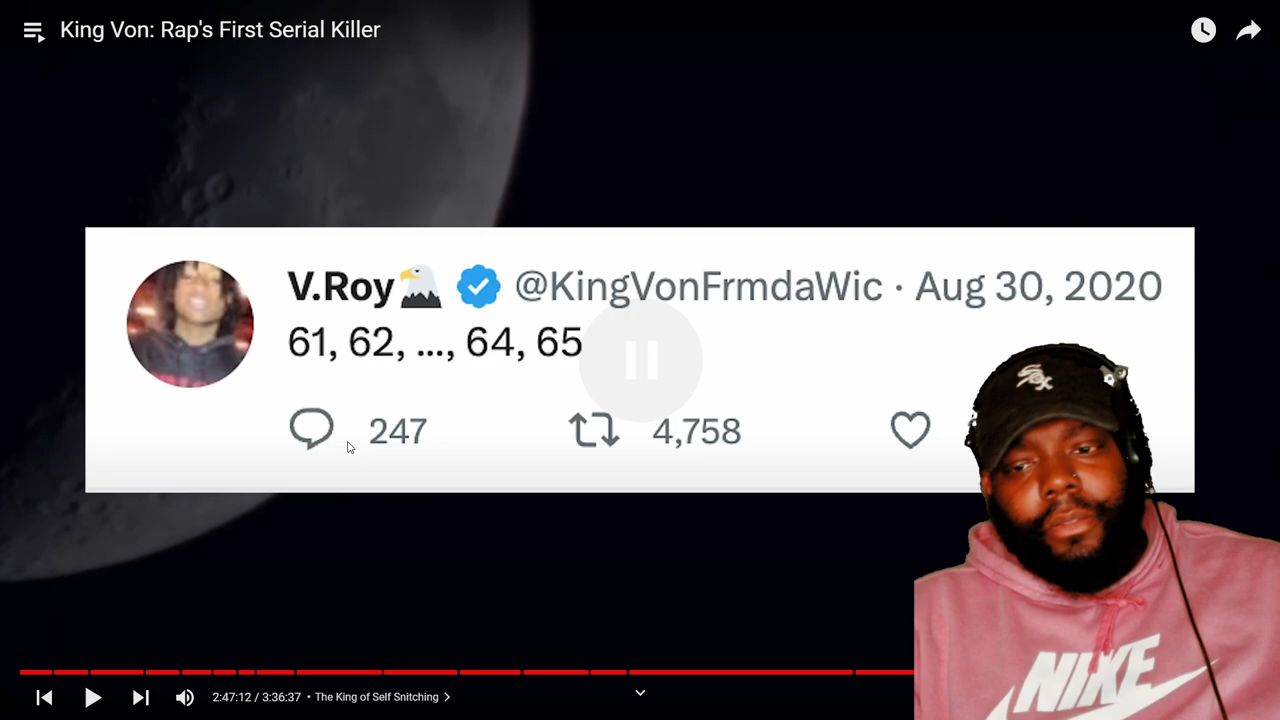 King Von: Rap's First Serial Killer
V.Roy🦅 @KingVonFrmdaWic · Aug 30, 2020
61, 62, ..., 64, 65
247 4,758
Sox
NIKE
2:47:12 / 3:36:37 • The King of Self Snitching